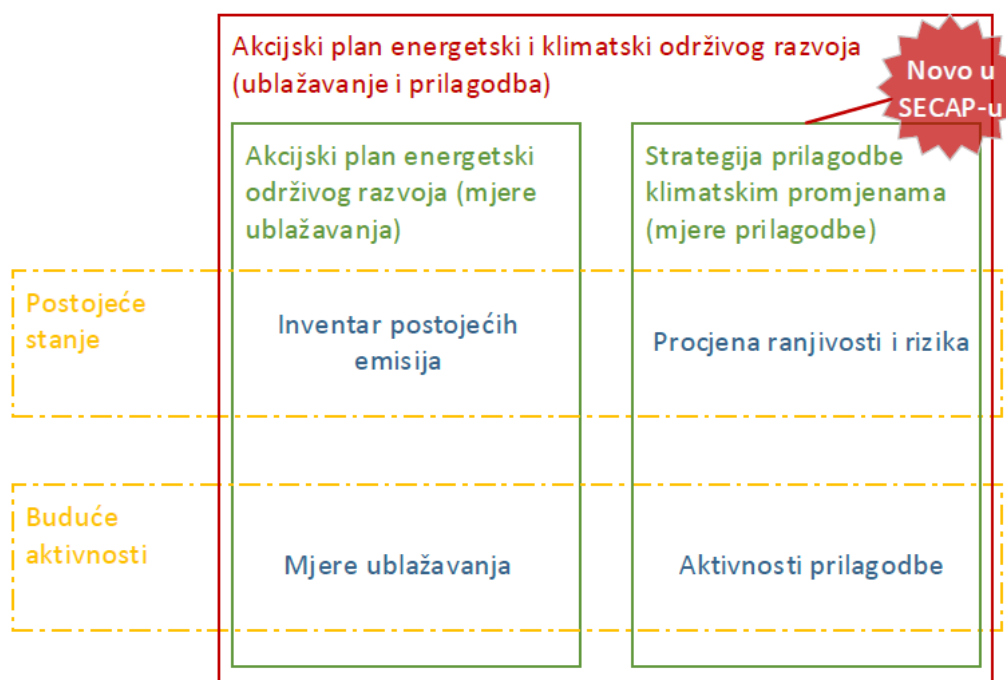 Akcijski plan energetski i klimatski održivog razvoja
(ublažavanje i prilagodba)
Novo u
SECAP-u
Akcijski plan energetski
održivog razvoja (mjere
ublažavanja)
Strategija prilagodbe
klimatskim promjenama
(mjere prilagodbe)
Postojeće
stanje
Inventar postojećih
emisija
Procjena ranjivosti i rizika
Buduće
aktivnosti
Mjere ublažavanja
Aktivnosti prilagodbe